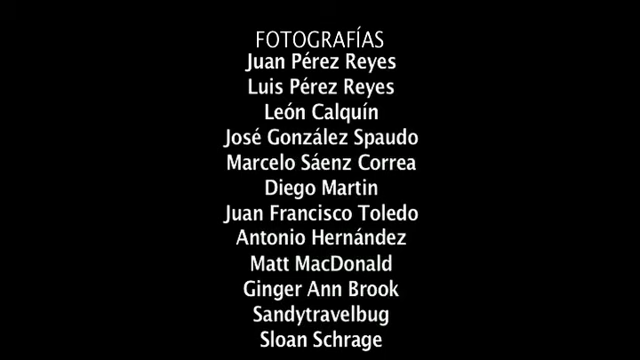 FOTOGRAFÍAS
Juan Pérez Reyes
Luis Pérez Reyes
León Calquín
José González Spaudo
Marcelo Sáenz Correa
Diego Martin
Juan Francisco Toledo
Antonio Hernández
Matt MacDonald
Ginger Ann Brook
Sandytravelbug
Sloan Schrage